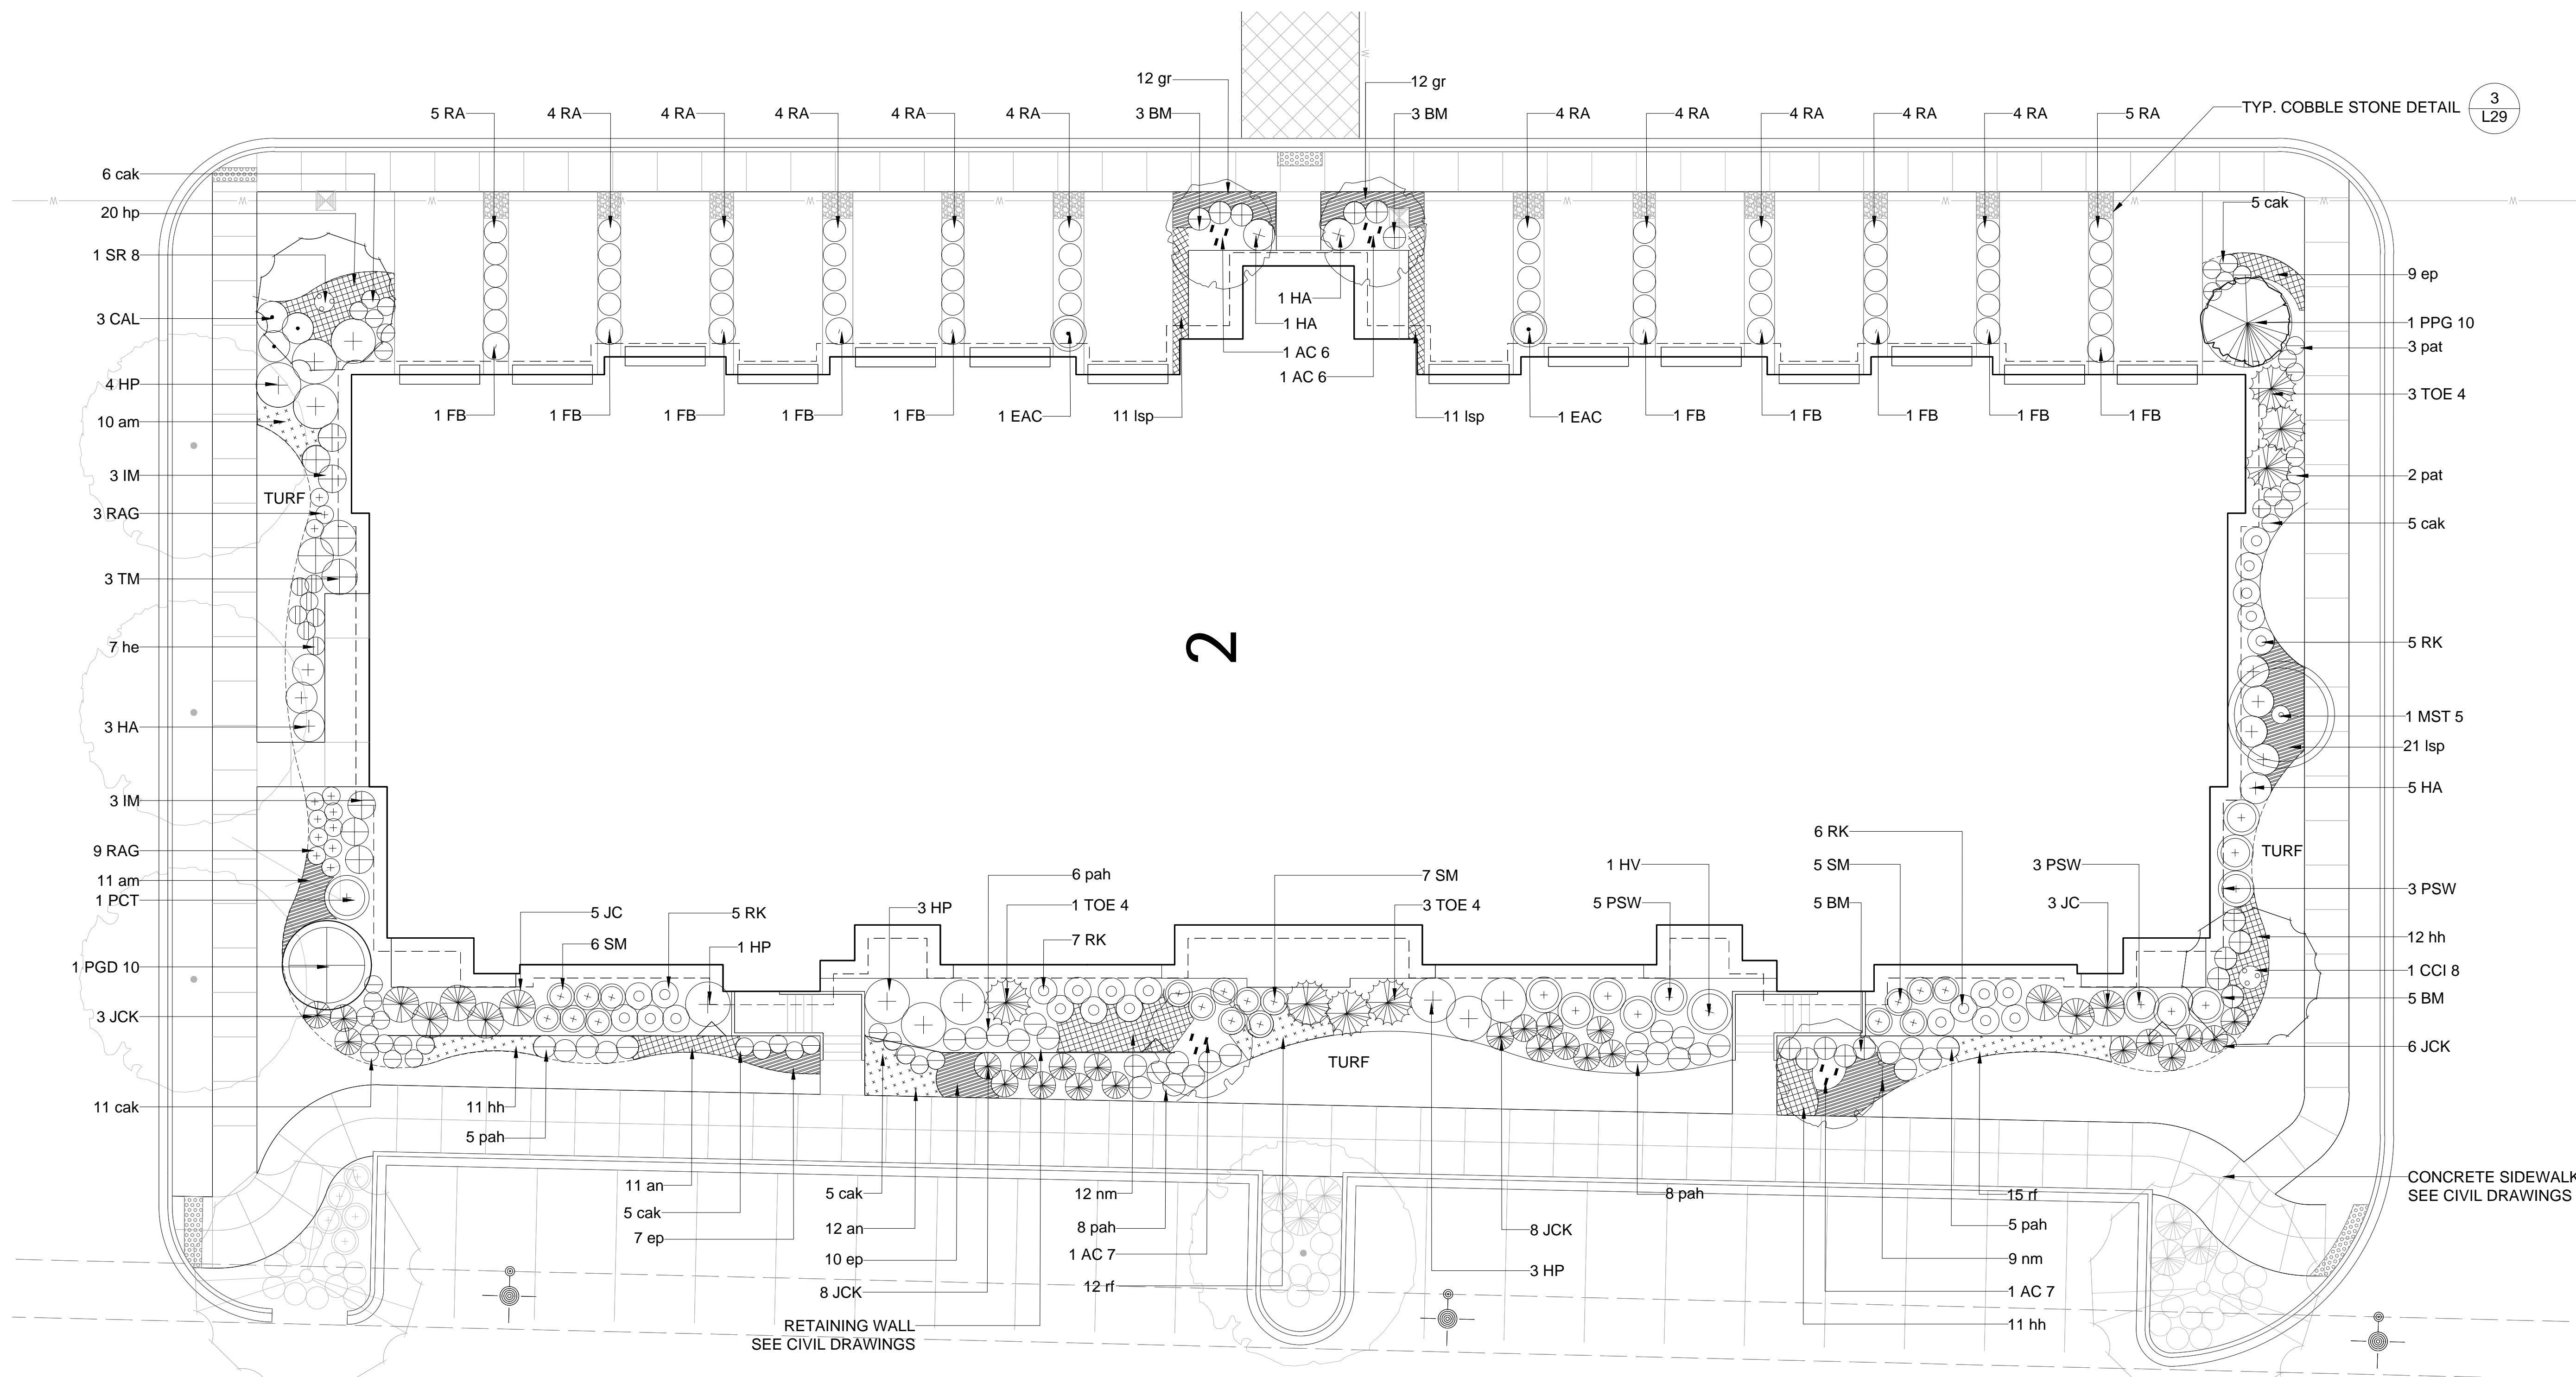 12 gr
12 gr
5 RA
4 RA
4 RA
4 RA
4 RA
4 RA
3 BM
3 BM
4 RA
4 RA
4 RA
4 RA
4 RA
5 RA
TYP. COBBLE STONE DETAIL
3
L29
6 cak
20 hp
1 SR 8
3 CAL
4 HP
10 am
3 IM
TURF
3 RAG
3 TM
7 he
3 HA
3 IM
9 RAG
11 am
1 PCT
1 PGD 10
3 JCK
11 cak
1 HA
1 HA
1 AC 6
1 AC 6
1 FB
1 FB
1 FB
1 FB
1 FB
1 EAC
11 lsp
11 lsp
1 EAC
1 FB
1 FB
1 FB
1 FB
1 FB
5 cak
9 ep
1 PPG 10
3 pat
3 TOE 4
2 pat
5 cak
5 RK
1 MST 5
21 lsp
5 HA
TURF
3 PSW
12 hh
1 CCI 8
5 BM
6 JCK
2
5 JC
6 SM
5 RK
1 HP
3 HP
6 pah
1 TOE 4
7 RK
7 SM
3 TOE 4
1 HV
5 PSW
6 RK
5 SM
5 BM
3 PSW
3 JC
TURF
11 hh
5 pah
11 an
5 cak
7 ep
5 cak
12 an
10 ep
8 JCK
12 nm
8 pah
1 AC 7
12 rf
8 JCK
3 HP
8 pah
15 rf
5 pah
9 nm
1 AC 7
11 hh
RETAINING WALL
SEE CIVIL DRAWINGS
CONCRETE SIDEWALK
SEE CIVIL DRAWINGS
W
W
W
W
W
W
W
W
W
W
W
W